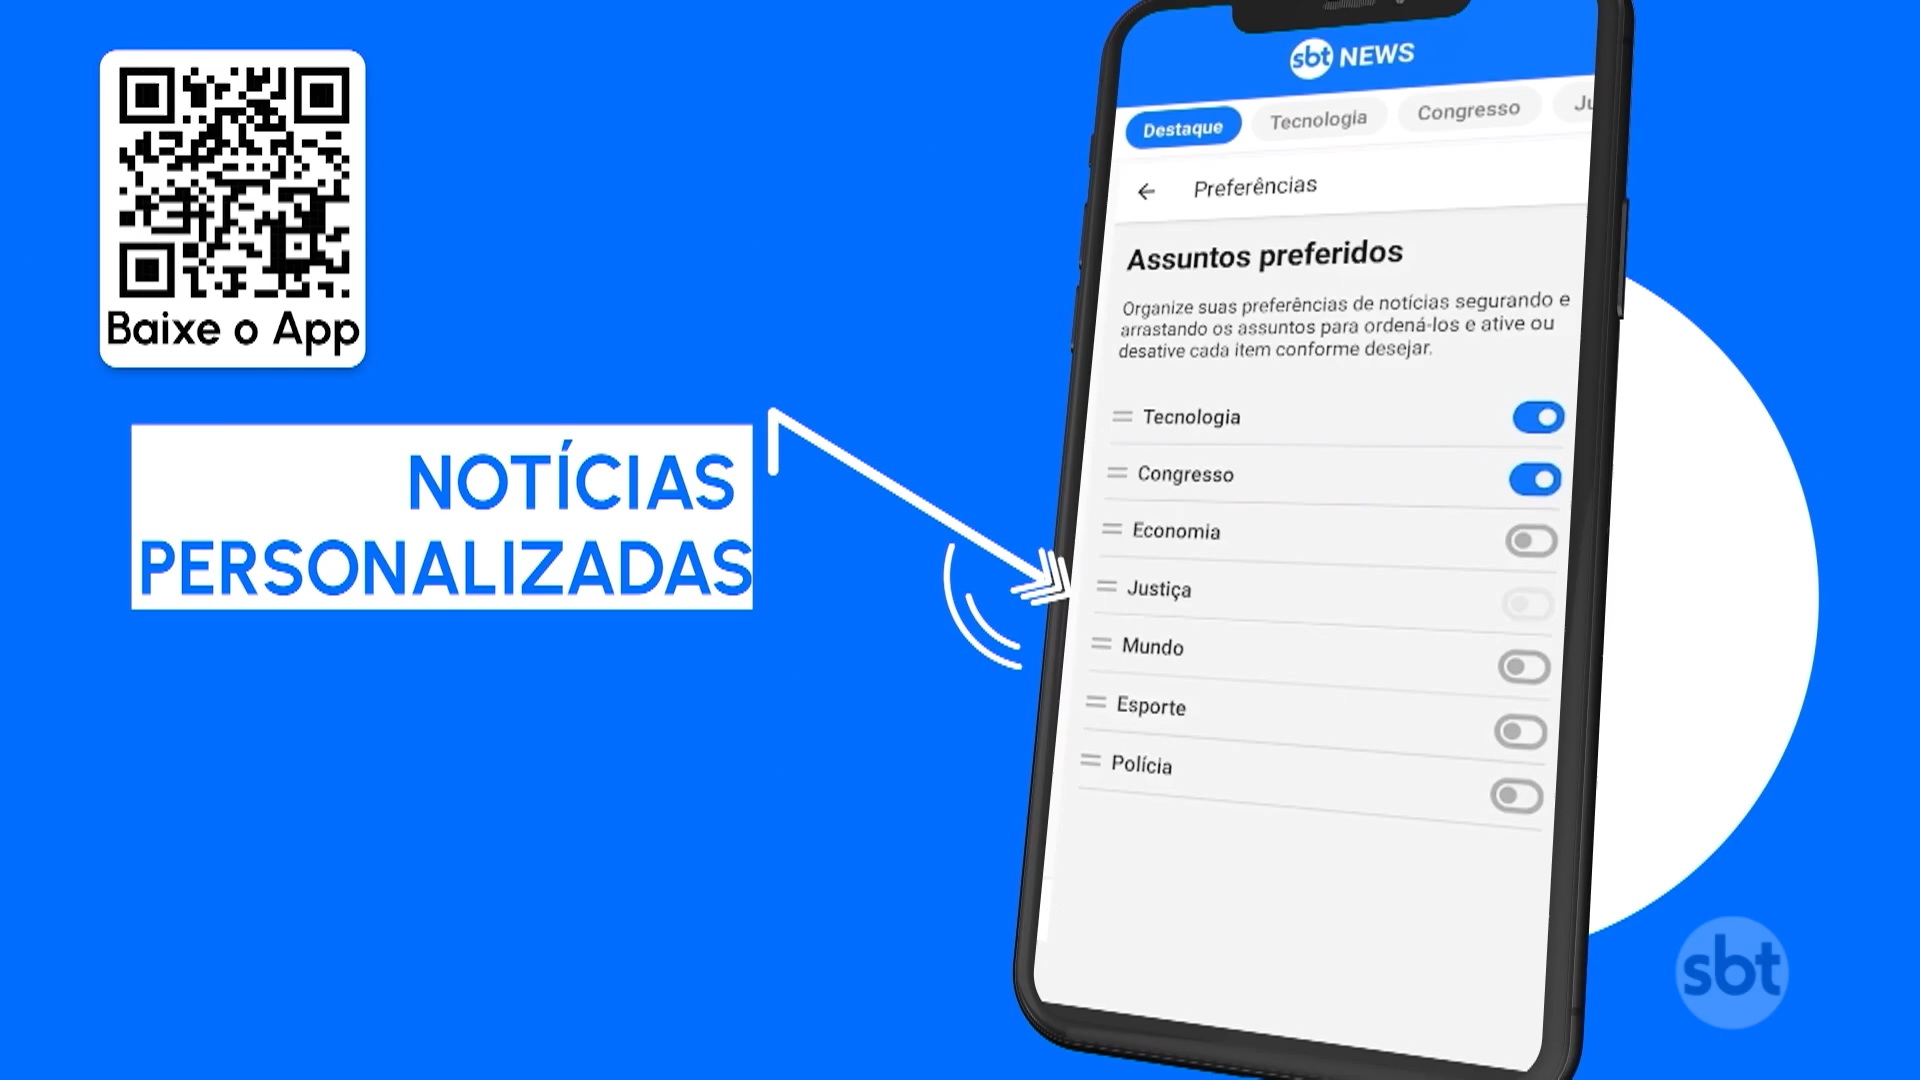 Baixe o App
NOTÍCIAS
PERSONALIZADAS
sbt NEWS
Destaque Tecnologia Congresso Ju
Preferências
Assuntos preferidos
Organize suas preferências de notícias segurando e
arrastando os assuntos para ordená-los e ative ou
desative cada item conforme desejar.
Tecnologia
Congresso
Economia
Justiça
Mundo
Esporte
Polícia
sbt